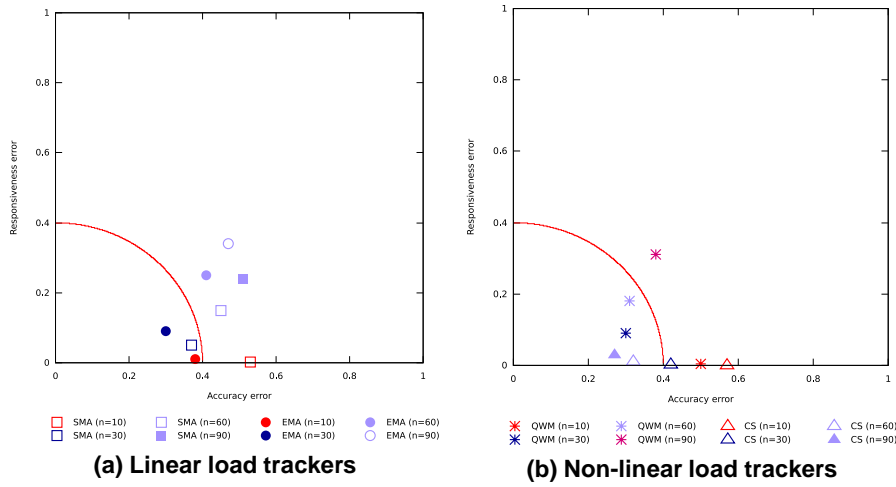 1
0.8
0.6
0.4
0.2
0
Responsiveness error
0
0.2
0.4
0.6
0.8
1
Accuracy error
SMA (n=10)
SMA (n=60)
EMA (n=10)
EMA (n=60)
SMA (n=30)
SMA (n=90)
EMA (n=30)
EMA (n=90)
(a) Linear load trackers
1
0.8
0.6
0.4
0.2
0
Responsiveness error
0
0.2
0.4
0.6
0.8
1
Accuracy error
QWM (n=10)
QWM (n=60)
CS (n=10)
CS (n=60)
QWM (n=30)
QWM (n=90)
CS (n=30)
CS (n=90)
(b) Non-linear load trackers